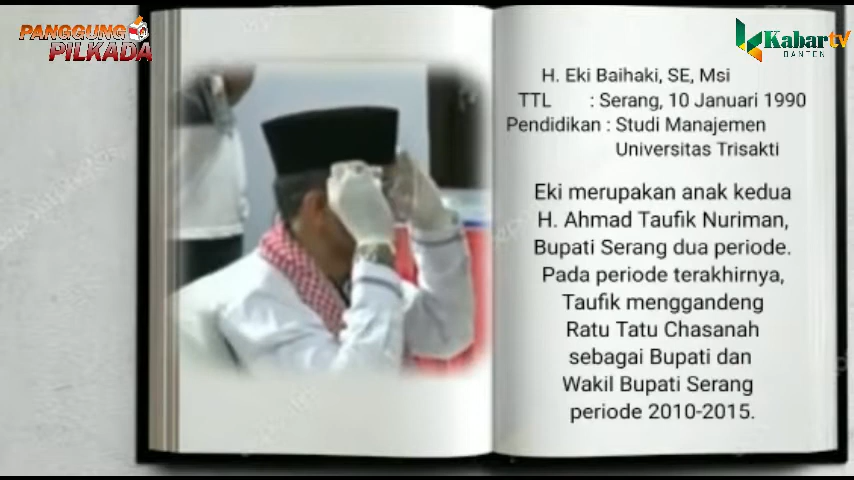 PANGGUNG
PILKADA
Kabar tv
BANTEN
H. Eki Baihaki, SE, Msi
TTL : Serang, 10 Januari 1990
Pendidikan : Studi Manajemen
Universitas Trisakti
Eki merupakan anak kedua
H. Ahmad Taufik Nuriman,
Bupati Serang dua periode.
Pada periode terakhirnya,
Taufik menggandeng
Ratu Tatu Chasanah
sebagai Bupati dan
Wakil Bupati Serang
periode 2010-2015.